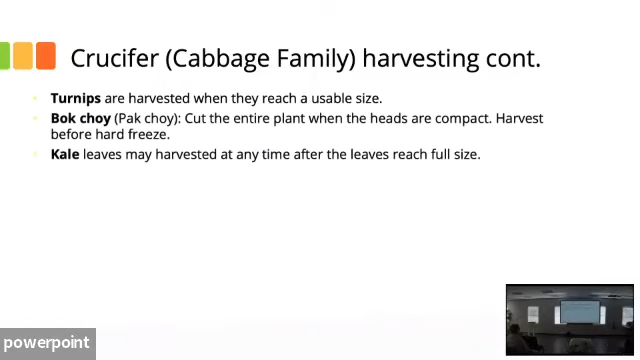 Crucifer (Cabbage Family) harvesting cont.
Turnips are harvested when they reach a usable size.
Bok choy (Pak choy): Cut the entire plant when the heads are compact. Harvest
before hard freeze.
Kale leaves may harvested at any time after the leaves reach full size.
powerpoint